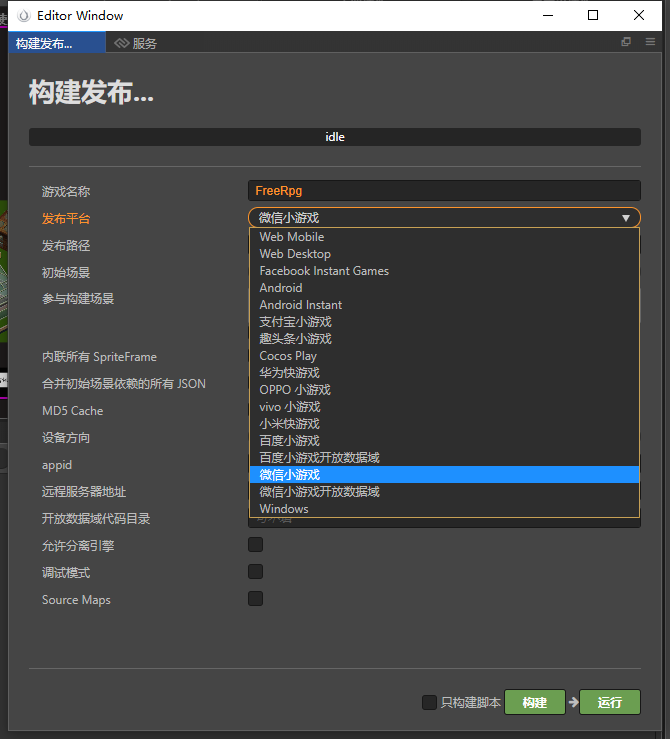 Editor Window
构建发布...
服务
构建发布...
idle
游戏名称
FreeRpg
发布平台
微信小游戏
发布路径
初始场景
参与构建场景
Web Mobile
Web Desktop
Facebook Instant Games
Android
Android Instant
支付宝小游戏
趣头条小游戏
Cocos Play
华为快游戏
OPPO 小游戏
vivo 小游戏
小米快游戏
百度小游戏
百度小游戏开放数据域
微信小游戏
微信小游戏开放数据域
Windows
内联所有 SpriteFrame
合并初始场景依赖的所有 JSON
MD5 Cache
设备方向
appid
远程服务器地址
开放数据域代码目录
允许分离引擎
调试模式
Source Maps
只构建脚本
构建
运行